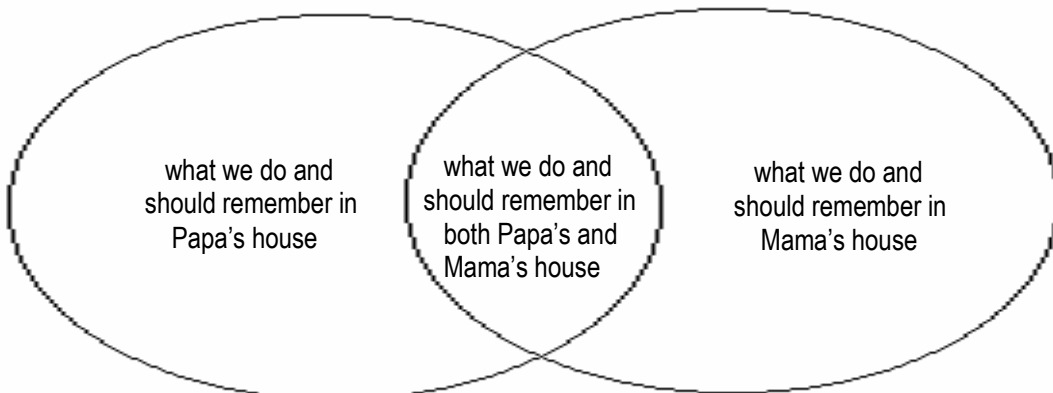 what we do and
should remember in
Papa’s house
what we do and
should remember in
both Papa’s and
Mama’s house
what we do and
should remember in
Mama’s house